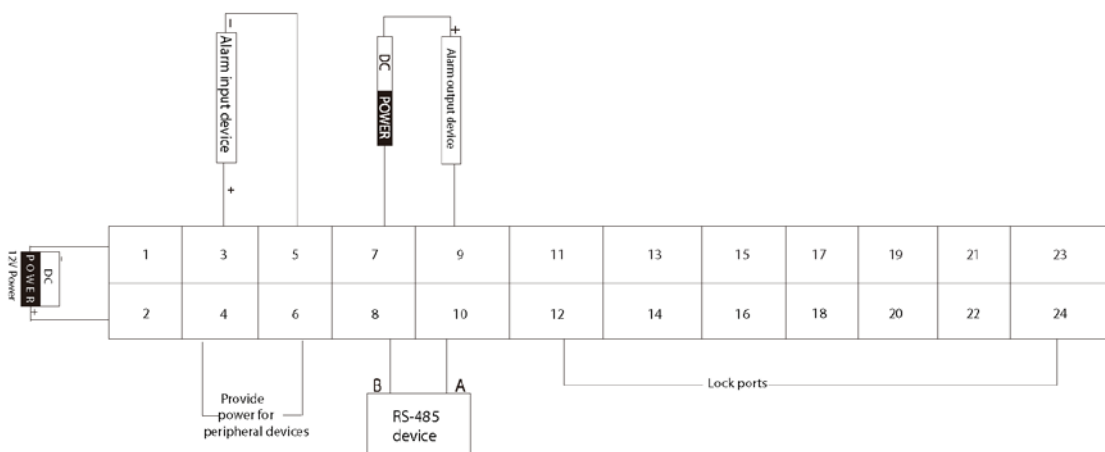 −
+
Alarm input device
DC
POWER
Alarm output device
+
1 3 5 7 9 11 13 15 17 19 21 23
−
DC
POWER
12V Power
+
2 4 6 8 10 12 14 16 18 20 22 24
B A
Lock ports
Provide
power for
peripheral devices
RS-485
device